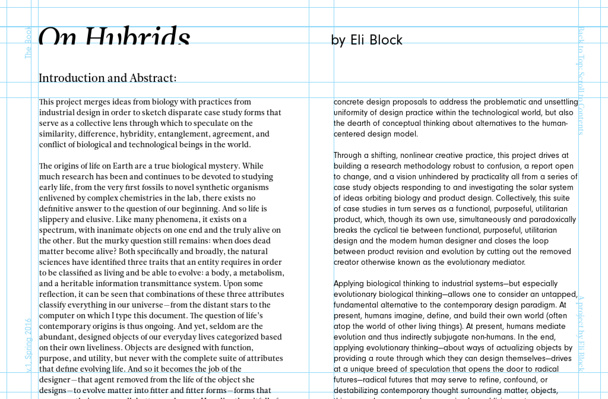 On Hybrids
by Eli Block
Introduction and Abstract:
This project merges ideas from biology with practices from
industrial design in order to sketch disparate case study forms that
serve as a collective lens through which to speculate on the
similarity, difference, hybridity, entanglement, agreement, and
conflict of biological and technological beings in the world.
The origins of life on Earth are a true biological mystery. While
much research has been and continues to be devoted to studying
early life, from the very first fossils to novel synthetic organisms
enlivened by complex chemistries in the lab, there exists no
definitive answer to the question of our beginning. And so life is
slippery and elusive. Like many phenomena, it exists on a
spectrum, with inanimate objects on one end and the truly alive on
the other. But the murky question still remains: when does dead
matter become alive? Both specifically and broadly, the natural
sciences have identified three traits that an entity requires in order
to be classified as living and be able to evolve: a body, a metabolism,
and a heritable information transmittance system. Upon some
reflection, it can be seen that combinations of these three attributes
classify everything in our universe—from the distant stars to the
computer on which I type this document. The question of life's
contemporary origins is thus ongoing. And yet, seldom are the
abundant, designed objects of our everyday lives categorized based
on their own liveliness. Objects are designed with function,
purpose, and utility, but never with the complete suite of attributes
that define evolving life. And so it becomes the job of the
designer—that agent removed from the life of the object she
designs—to evolve matter into fitter and fitter forms—forms that
concrete design proposals to address the problematic and unsettling
uniformity of design practice within the technological world, but also
the dearth of conceptual thinking about alternatives to the human-
centered design model.
Through a shifting, nonlinear creative practice, this project drives at
building a research methodology robust to confusion, a report open
to change, and a vision unhindered by practicality all from a series of
case study objects responding to and investigating the solar system
of ideas orbiting biology and product design. Collectively, this suite
of case studies in turn serves as a functional, purposeful, utilitarian
product, which, though its own use, simultaneously and paradoxically
breaks the cyclical tie between functional, purposeful, utilitarian
design and the modern human designer and closes the loop
between product revision and evolution by cutting out the removed
creator otherwise known as the evolutionary mediator.
Applying biological thinking to industrial systems—but especially
evolutionary biological thinking—allows one to consider an untapped,
fundamental alternative to the contemporary design paradigm. At
present, humans imagine, define, and build their own world (often
atop the world of other living things). At present, humans mediate
evolution and thus indirectly subjugate non-humans. In the end,
applying evolutionary thinking—about ways of actualizing objects by
providing a route through which they can design themselves—drives
at a unique breed of speculation that opens the door to radical
futures—radical futures that may serve to refine, confound, or
destabilizing contemporary thought surrounding matter, objects,
The Book
v.1, Spring 2016
Back to Top: Scroll
Contents
A project by Eli Block